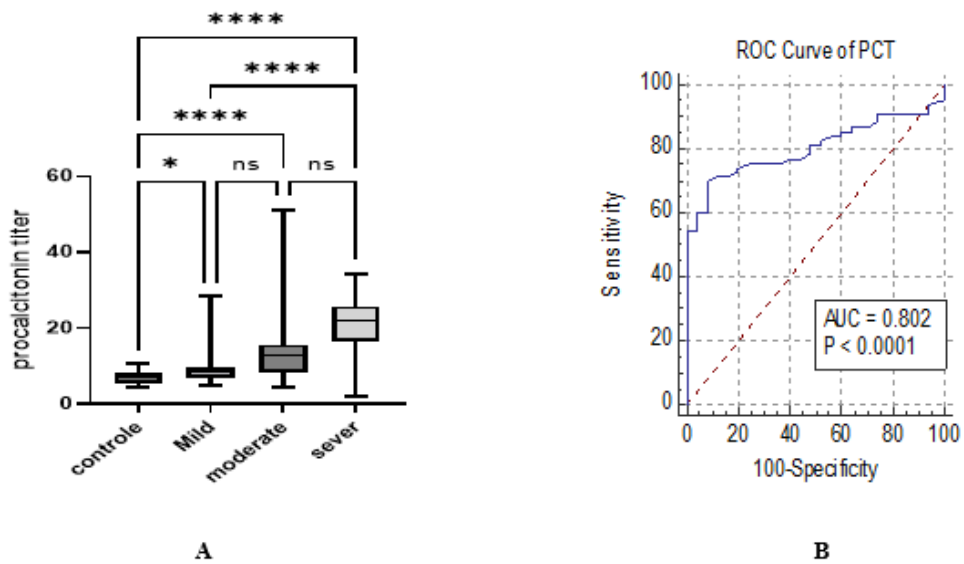 ****
****
****
*
ns
ns
60
40
20
0
procalcitonin titer
controle
Mild
moderate
sever
A
ROC Curve of PCT
100
80
60
40
20
0
Sensitivity
AUC = 0.802
P < 0.0001
0 20 40 60 80 100
100-Specificity
B